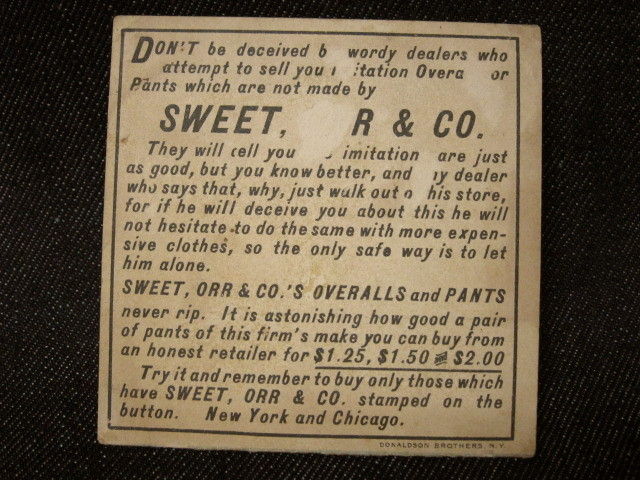 DON'T be deceived b wordy dealers who
attempt to sell you i itation Overa or
Pants which are not made by
SWEET, R & CO.
They will tell you imitation are just
as good, but you know better, and ny dealer
who says that, why, just walk out o his store,
for if he will deceive you about this he will
not hesitate to do the same with more expen-
sive clothes, so the only safe way is to let
him alone.
SWEET, ORR & CO.'S OVERALLS and PANTS
never rip. It is astonishing how good a pair
of pants of this firm's make you can buy from
an honest retailer for $1.25, $1.50 and $2.00
Try it and remember to buy only those which
have SWEET, ORR & CO. stamped on the
button. New York and Chicago.
DONALDSON BROTHERS, N.Y.